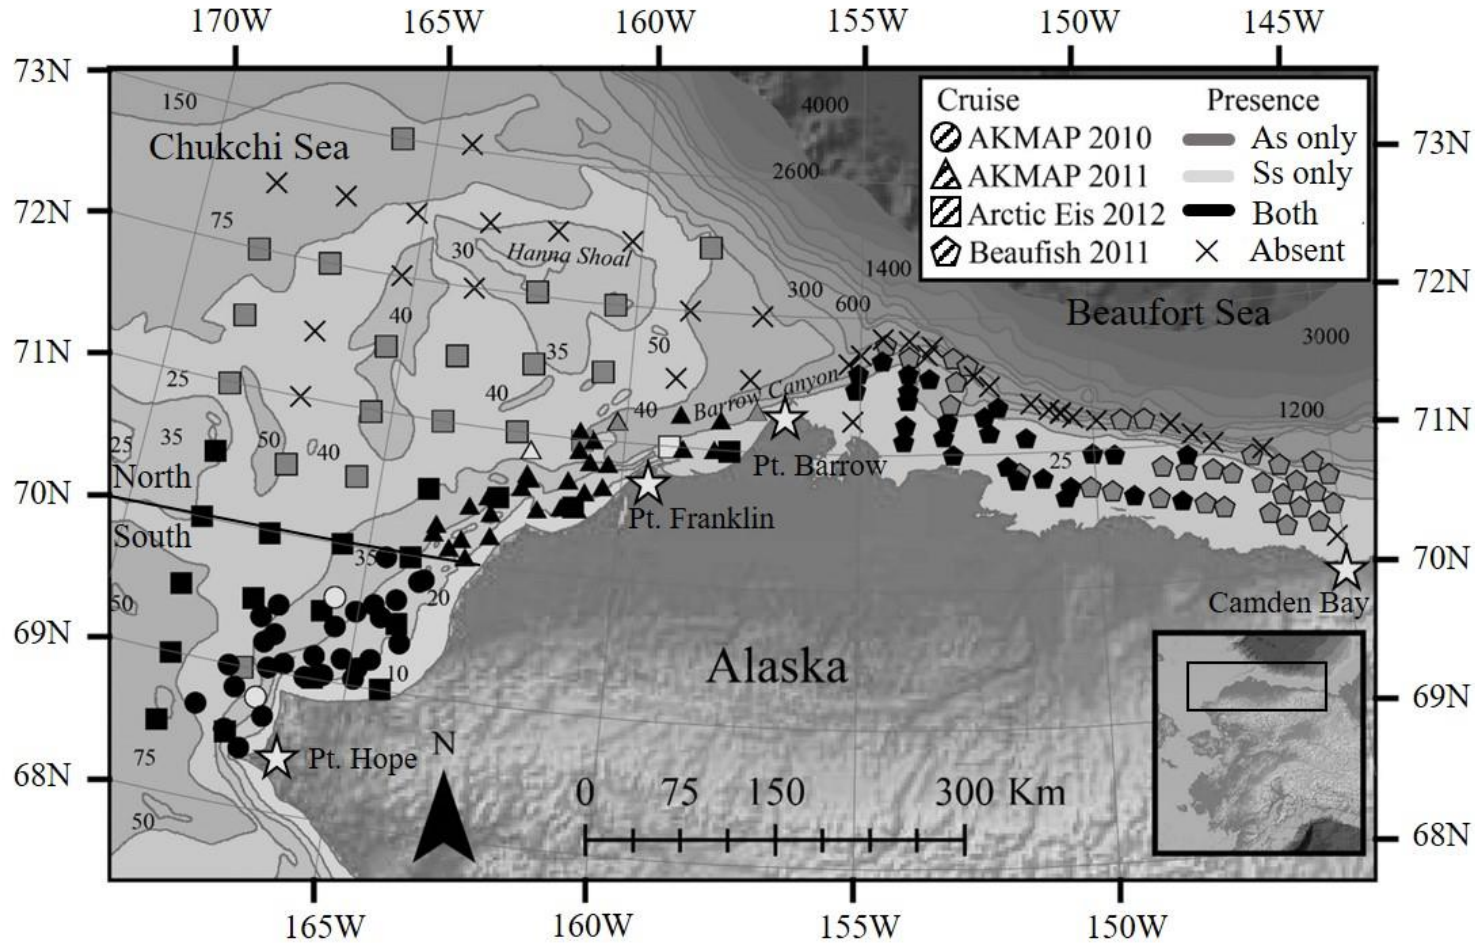 170W 165W 160W 155W 150W 145W
73N
72N
71N
70N
69N
68N
73N
72N
71N
70N
69N
68N
165W 160W 155W 150W
Cruise
AKMAP 2010
AKMAP 2011
Arctic Eis 2012
Beaufish 2011
Presence
As only
Ss only
Both
Absent
150
Chukchi Sea
4000
2600
75
30
Hanna Shoal
1400
300
600
Beaufort Sea
3000
40
35
50
25
40
40
Barrow Canyon
1200
25
35
50
40
North
South
Pt. Barrow
25
Pt. Franklin
35
20
50
Camden Bay
10
Alaska
75
Pt. Hope
N
50
0 75 150 300 Km